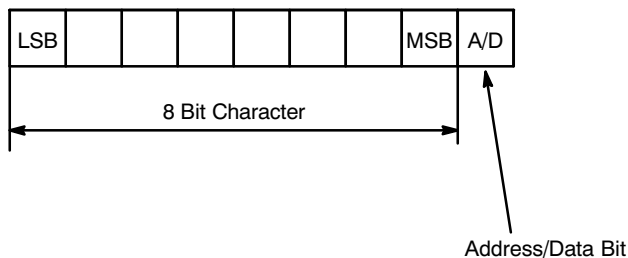 LSB MSB A/D
8 Bit Character
Address/Data Bit